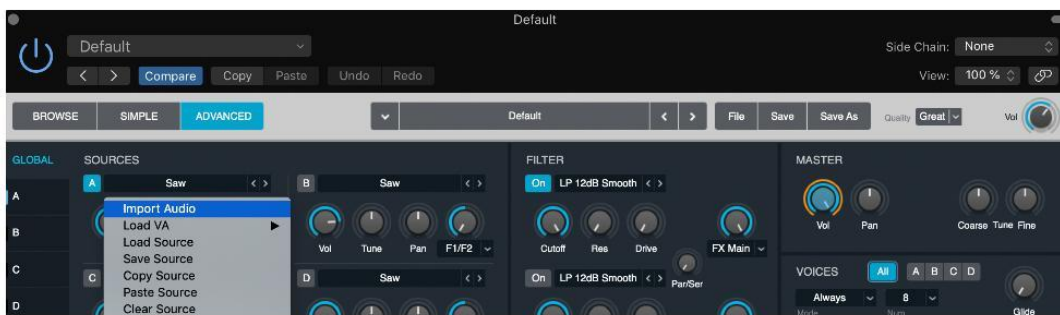 Default
Default
Side Chain: None
< > Compare Copy Paste Undo Redo
View: 100 %
BROWSE SIMPLE ADVANCED
Default < >
File Save Save As
Quality Great
Vol
GLOBAL
A
B
C
D
SOURCES
A Saw < >
Import Audio
Load VA
Load Source
Save Source
Copy Source
Paste Source
Clear Source
B Saw < >
Vol Tune Pan F1/F2
C
D Saw < >
FILTER
On LP 12dB Smooth < >
Cutoff Res Drive FX Main
Par/Ser
On LP 12dB Smooth < >
MASTER
Vol Pan Coarse Tune Fine
VOICES All A B C D
Always 8
Mode Num Glide